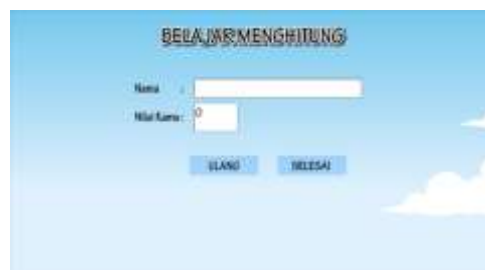 BELAJAR MENGHITUNG
Nama :
Nilai Kamu : 0
ULANG SELESAI